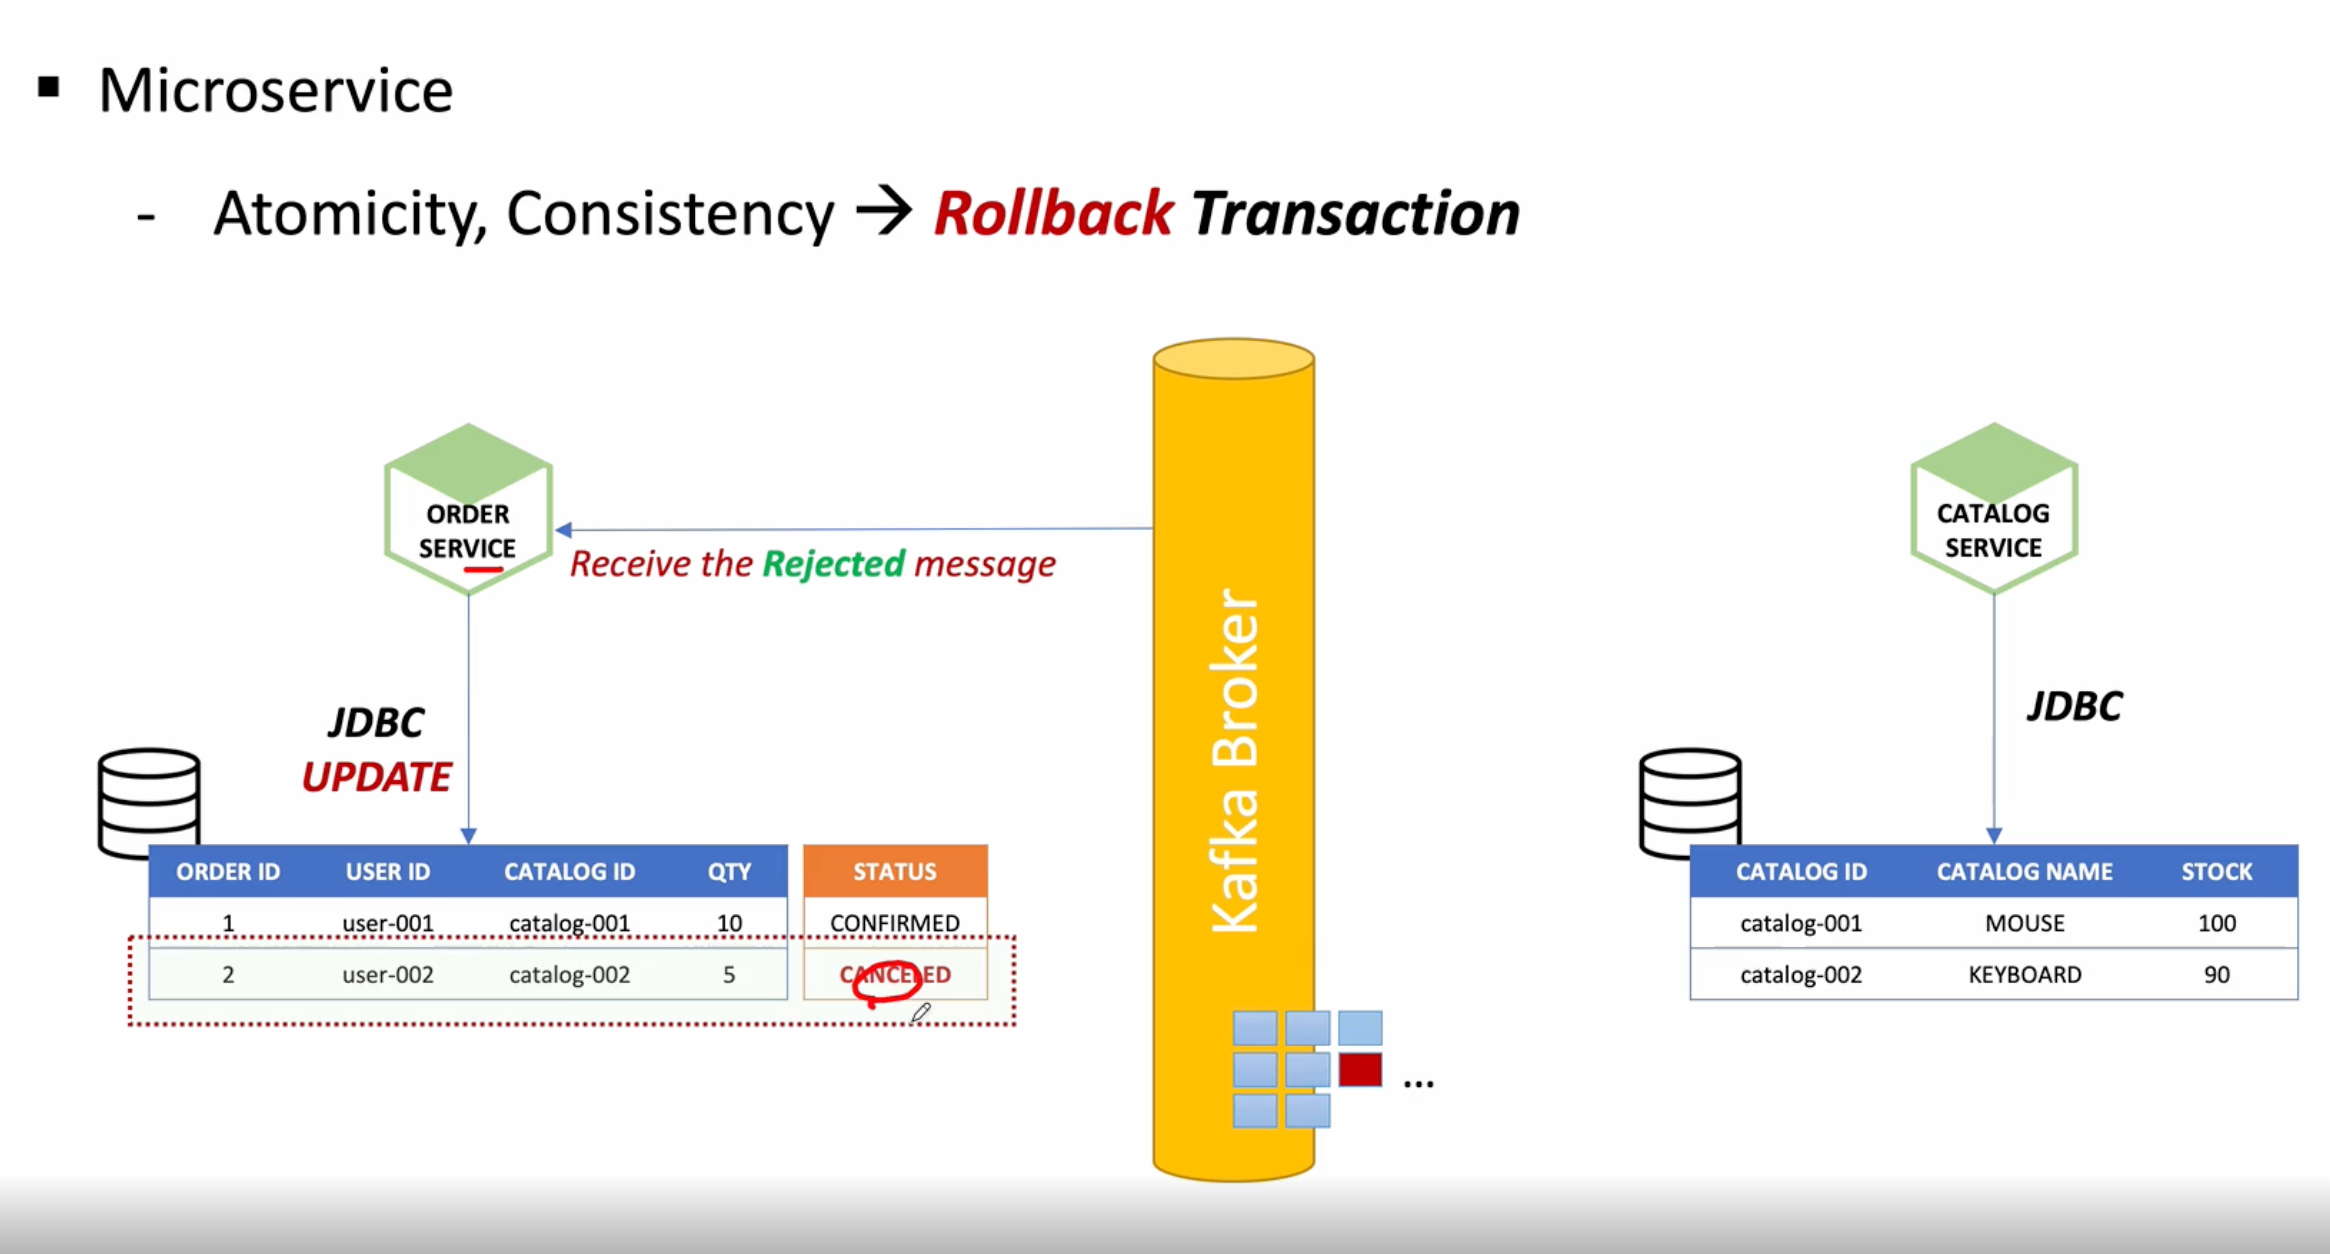 ▪ Microservice
- Atomicity, Consistency → Rollback Transaction
ORDER
SERVICE
Receive the Rejected message
JDBC
UPDATE
ORDER ID USER ID CATALOG ID QTY STATUS
1 user-001 catalog-001 10 CONFIRMED
2 user-002 catalog-002 5 CANCELED
Kafka Broker
...
CATALOG
SERVICE
JDBC
CATALOG ID CATALOG NAME STOCK
catalog-001 MOUSE 100
catalog-002 KEYBOARD 90